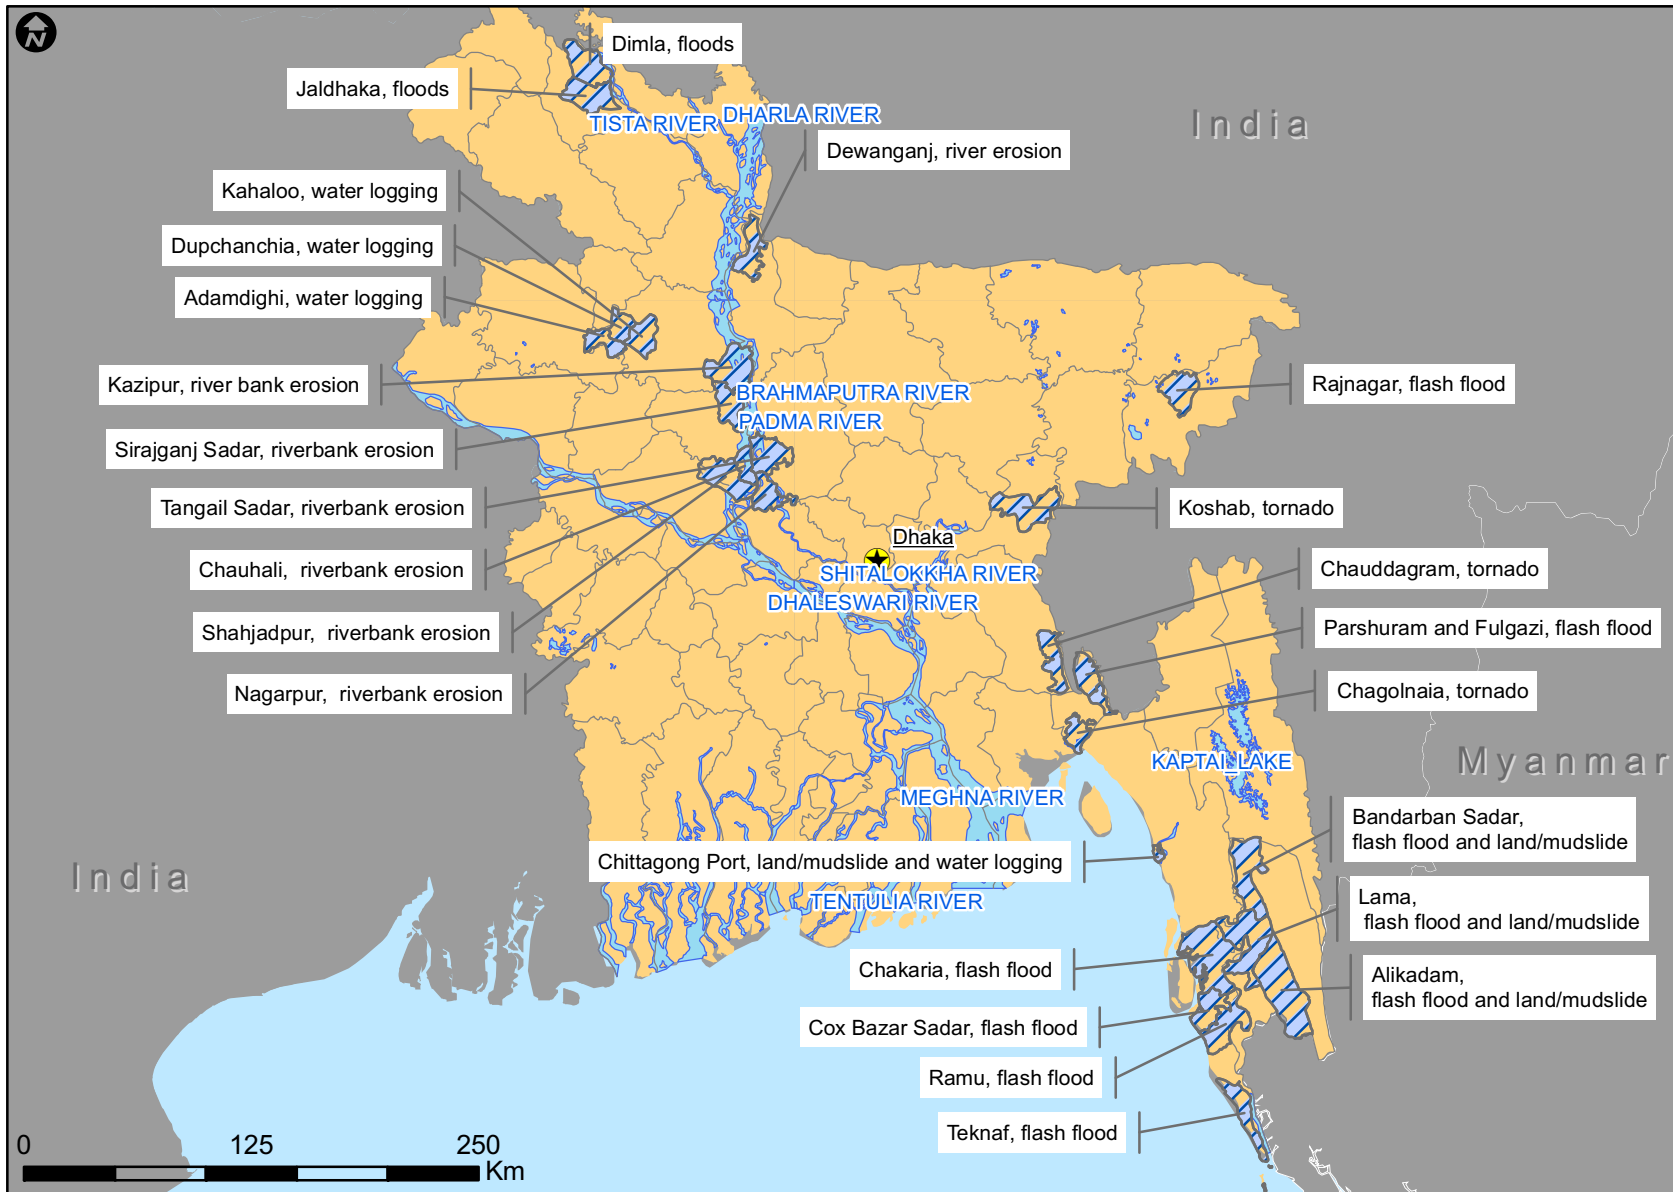 N
Dimla, floods
Jaldhaka, floods
TISTA RIVER
DHARLA RIVER
India
Dewanganj, river erosion
Kahaloo, water logging
Dupchanchia, water logging
Adamdighi, water logging
Kazipur, river bank erosion
Rajnagar, flash flood
BRAHMAPUTRA RIVER
PADMA RIVER
Sirajganj Sadar, riverbank erosion
Tangail Sadar, riverbank erosion
Koshab, tornado
Dhaka
Chauhali, riverbank erosion
SHITALOKKHA RIVER
Chauddagram, tornado
DHALESWARI RIVER
Shahjadpur, riverbank erosion
Parshuram and Fulgazi, flash flood
Nagarpur, riverbank erosion
Chagolnaia, tornado
KAPTAI_LAKE
Myanmar
MEGHNA RIVER
Bandarban Sadar,
flash flood and land/mudslide
Chittagong Port, land/mudslide and water logging
India
TENTULIA RIVER
Lama,
flash flood and land/mudslide
Chakaria, flash flood
Alikadam,
flash flood and land/mudslide
Cox Bazar Sadar, flash flood
Ramu, flash flood
Teknaf, flash flood
0 125 250
Km